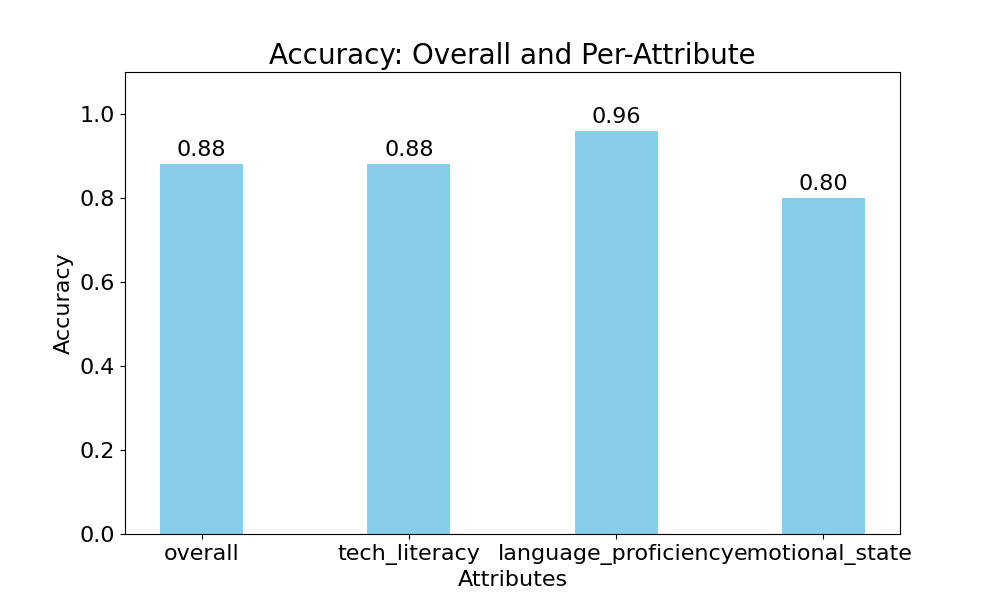 Accuracy: Overall and Per-Attribute
1.0
0.8
0.6
0.4
0.2
0.0
Accuracy
0.88
0.88
0.96
0.80
overall
tech_literacy
language_proficiency
emotional_state
Attributes